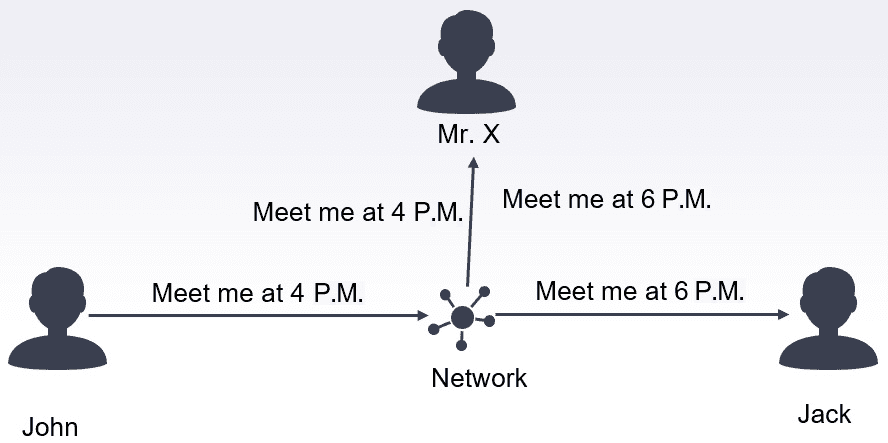 Mr. X
Meet me at 4 P.M.
Meet me at 6 P.M.
Meet me at 4 P.M.
Meet me at 6 P.M.
Network
John
Jack